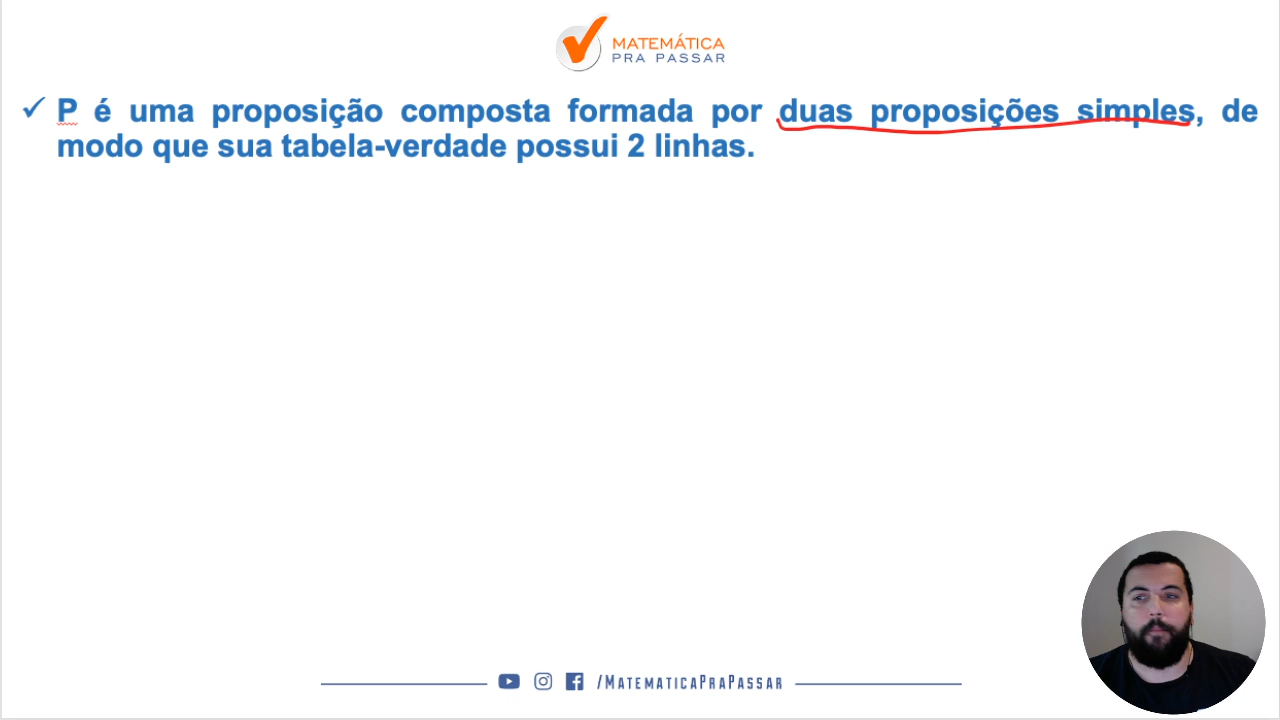 MATEMÁTICA
PRA PASSAR
P é uma proposição composta formada por duas proposições simples, de
modo que sua tabela-verdade possui 2 linhas.
/MATEMATICAPRAPASSAR